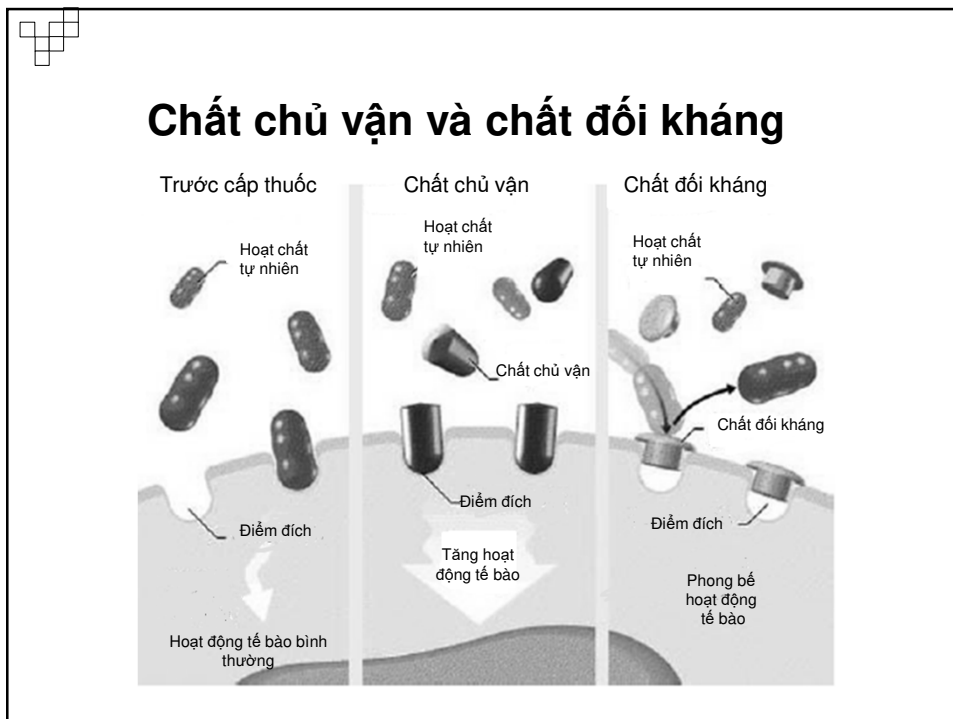 Chất chủ vận và chất đối kháng
Trước cấp thuốc
Hoạt chất
tự nhiên
Điểm đích
Hoạt động tế bào bình
thường
Chất chủ vận
Hoạt chất
tự nhiên
Chất chủ vận
Điểm đích
Tăng hoạt
động tế bào
Chất đối kháng
Hoạt chất
tự nhiên
Chất đối kháng
Điểm đích
Phong bế
hoạt động
tế bào